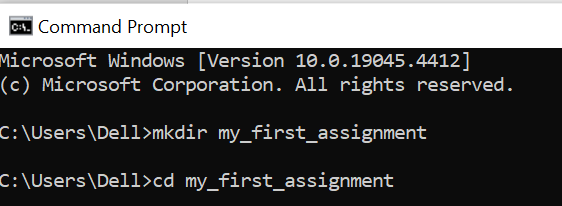 Command Prompt
Microsoft Windows [Version 10.0.19045.4412]
(c) Microsoft Corporation. All rights reserved.
C:\Users\Dell>mkdir my_first_assignment
C:\Users\Dell>cd my_first_assignment